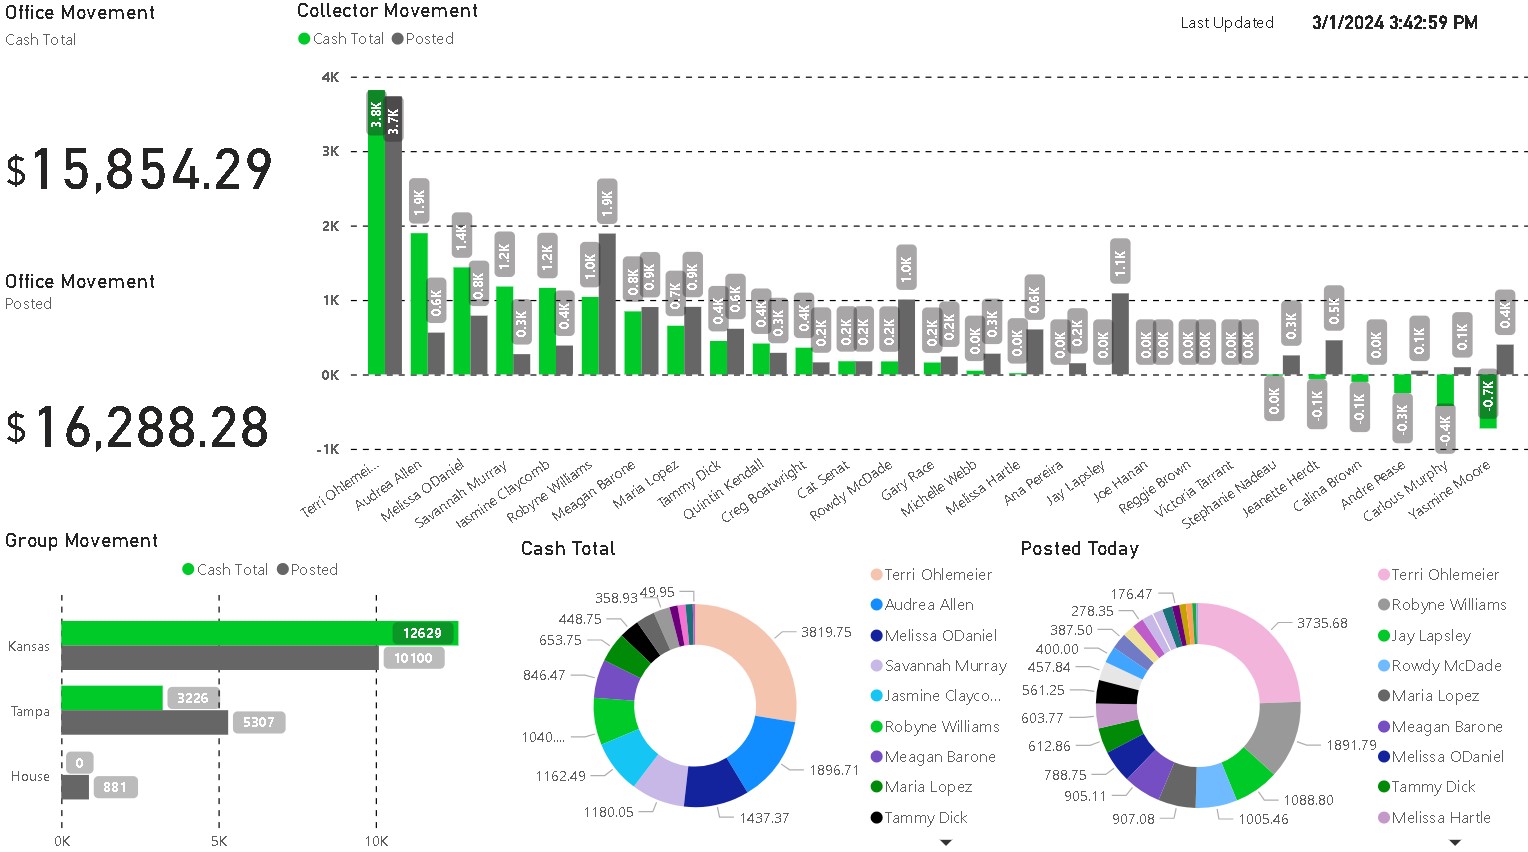 Office Movement
Cash Total
$15,854.29
Office Movement
Posted
$16,288.28
Collector Movement
Cash Total Posted
Last Updated 3/1/2024 3:42:59 PM
4K
3K
2K
1K
0K
-1K
3.8K 3.7K 1.9K 0.6K 1.4K 0.8K 1.2K 0.3K 1.2K 0.4K 1.0K 1.9K 0.8K 0.9K 0.7K 0.9K 0.4K 0.6K 0.4K 0.3K 0.4K 0.2K 0.2K 0.2K 0.2K 1.0K 0.2K 0.2K 0.0K 0.3K 0.0K 0.6K 0.0K 0.2K 0.0K 1.1K 0.0K 0.0K 0.0K 0.0K 0.0K 0.0K 0.0K 0.3K -0.1K 0.5K -0.1K 0.0K -0.3K 0.1K -0.4K 0.1K -0.7K 0.4K
Terri Ohlemei...
Audrea Allen
Melissa ODaniel
Savannah Murray
Jasmine Claycomb
Robyne Williams
Meagan Barone
Maria Lopez
Tammy Dick
Quintin Kendall
Creg Boatwright
Cat Senat
Rowdy McDade
Gary Race
Michelle Webb
Melissa Hartle
Ana Pereira
Jay Lapsley
Joe Hanan
Reggie Brown
Victoria Tarrant
Stephanie Nadeau
Jeanette Herdt
Calina Brown
Andre Pease
Carlous Murphy
Yasmine Moore
Group Movement
Cash Total Posted
Kansas 12629
10100
Tampa 3226
5307
House 0
881
0K 5K 10K
Cash Total
3819.75
1896.71
1437.37
1180.05
1162.49
1040....
846.47
653.75
448.75
358.93
49.95
Terri Ohlemeier
Audrea Allen
Melissa ODaniel
Savannah Murray
Jasmine Clayco...
Robyne Williams
Meagan Barone
Maria Lopez
Tammy Dick
Posted Today
3735.68
1891.79
1088.80
1005.46
907.08
905.11
788.75
612.86
603.77
561.25
457.84
400.00
387.50
278.35
176.47
Terri Ohlemeier
Robyne Williams
Jay Lapsley
Rowdy McDade
Maria Lopez
Meagan Barone
Melissa ODaniel
Tammy Dick
Melissa Hartle